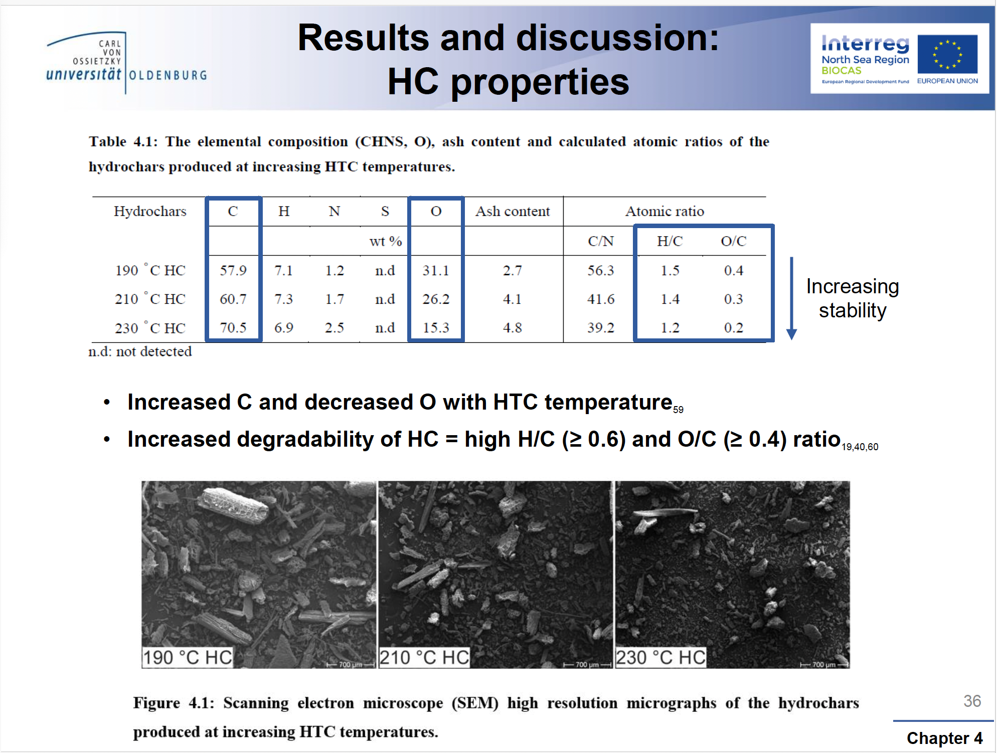 CARL
VON
OSSIETZKY
universität OLDENBURG
Results and discussion:
HC properties
Interreg
North Sea Region
BIOCAS
European Regional Development Fund
EUROPEAN UNION
Table 4.1: The elemental composition (CHNS, O), ash content and calculated atomic ratios of the
hydrochars produced at increasing HTC temperatures.
Hydrochars C H N S O Ash content Atomic ratio
wt % C/N H/C O/C
190 °C HC 57.9 7.1 1.2 n.d 31.1 2.7 56.3 1.5 0.4
210 °C HC 60.7 7.3 1.7 n.d 26.2 4.1 41.6 1.4 0.3
230 °C HC 70.5 6.9 2.5 n.d 15.3 4.8 39.2 1.2 0.2
n.d: not detected
Increasing
stability
• Increased C and decreased O with HTC temperature59
• Increased degradability of HC = high H/C (≥ 0.6) and O/C (≥ 0.4) ratio19,40,60
190 °C HC 700 µm
210 °C HC 700 µm
230 °C HC 700 µm
Figure 4.1: Scanning electron microscope (SEM) high resolution micrographs of the hydrochars
produced at increasing HTC temperatures.
36
Chapter 4